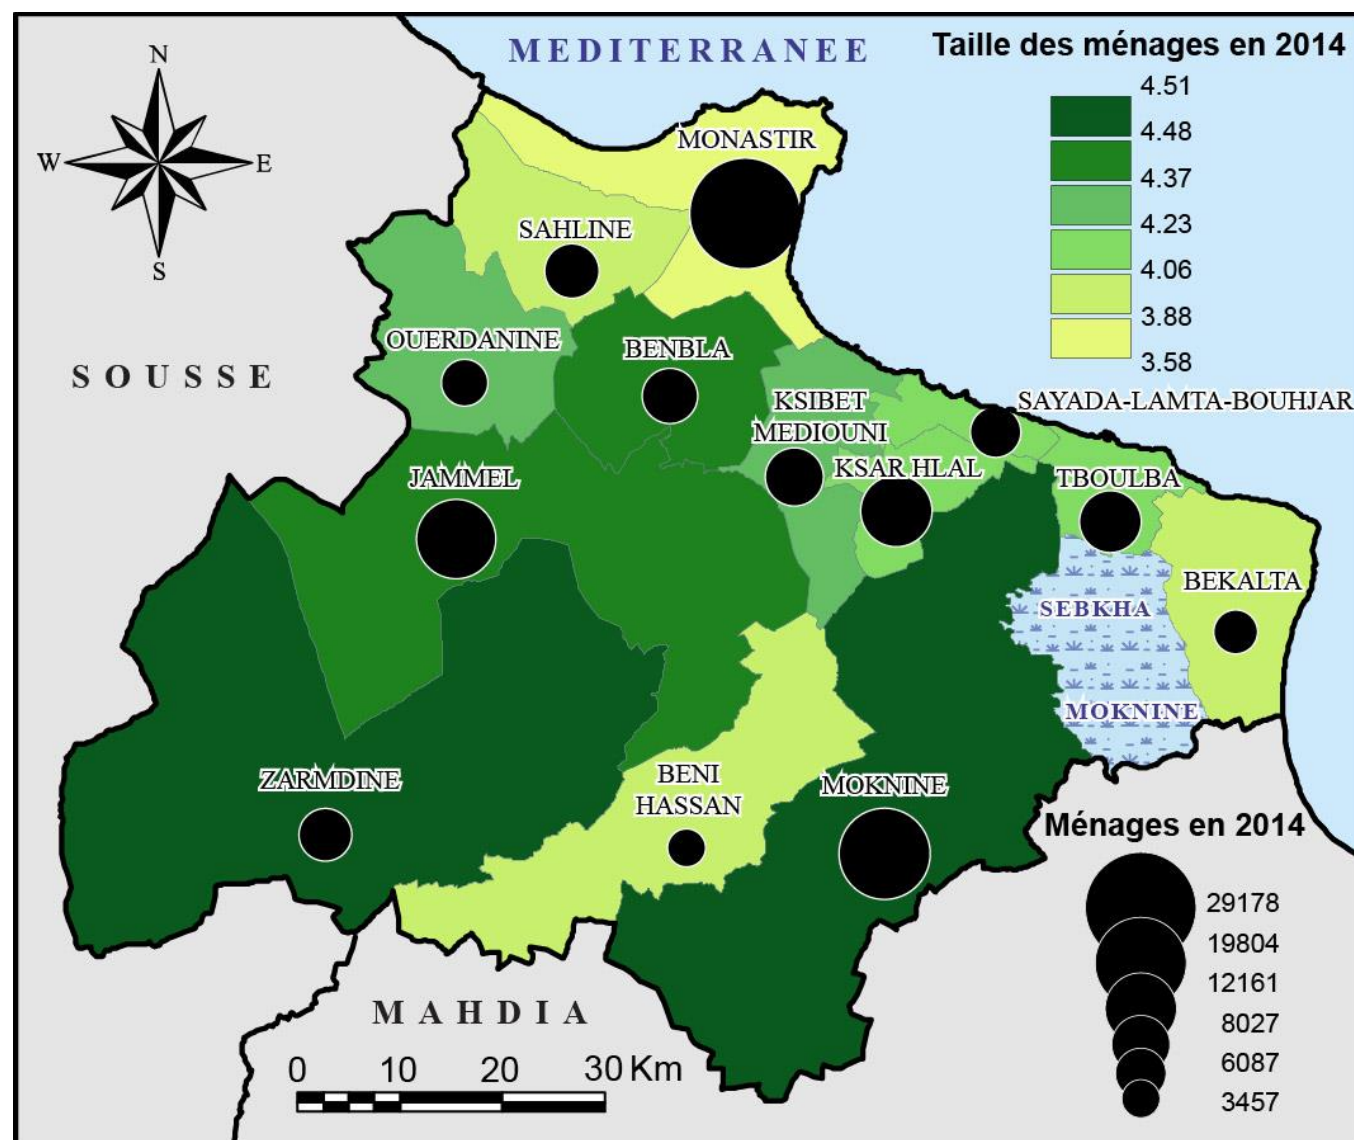 MEDITERRANEE
Taille des ménages en 2014
4.51
4.48
4.37
4.23
4.06
3.88
3.58
N
W
E
S
MONASTIR
SAHLINE
OUERDANINE
BENBLA
SOUSSE
KSIBET
MEDIOUNI
SAYADA-LAMTA-BOUHJAR
KSAR HLAL
TBOULBA
JAMMEL
BEKALTA
SEBKHA
MOKNINE
ZARMDINE
BENI
HASSAN
MOKNINE
Ménages en 2014
29178
19804
12161
8027
6087
3457
MAHDIA
0 10 20 30 Km